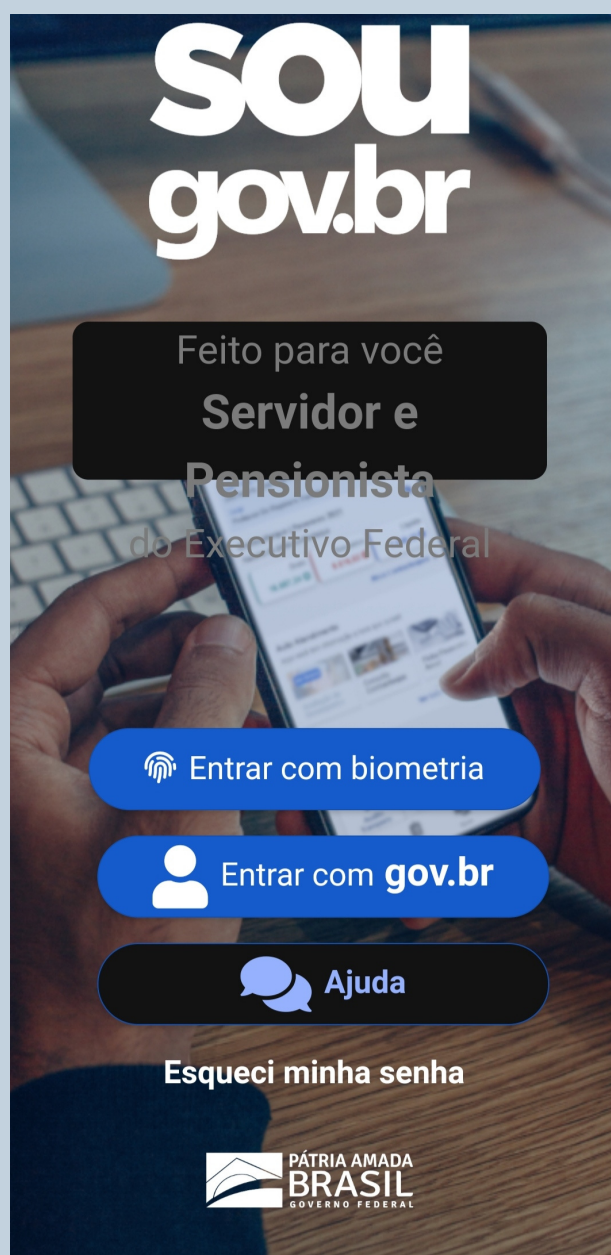 sou
gov.br
Feito para você
Servidor e
Pensionista
do Executivo Federal
Entrar com biometria
Entrar com gov.br
Ajuda
Esqueci minha senha
PÁTRIA AMADA
BRASIL
GOVERNO FEDERAL